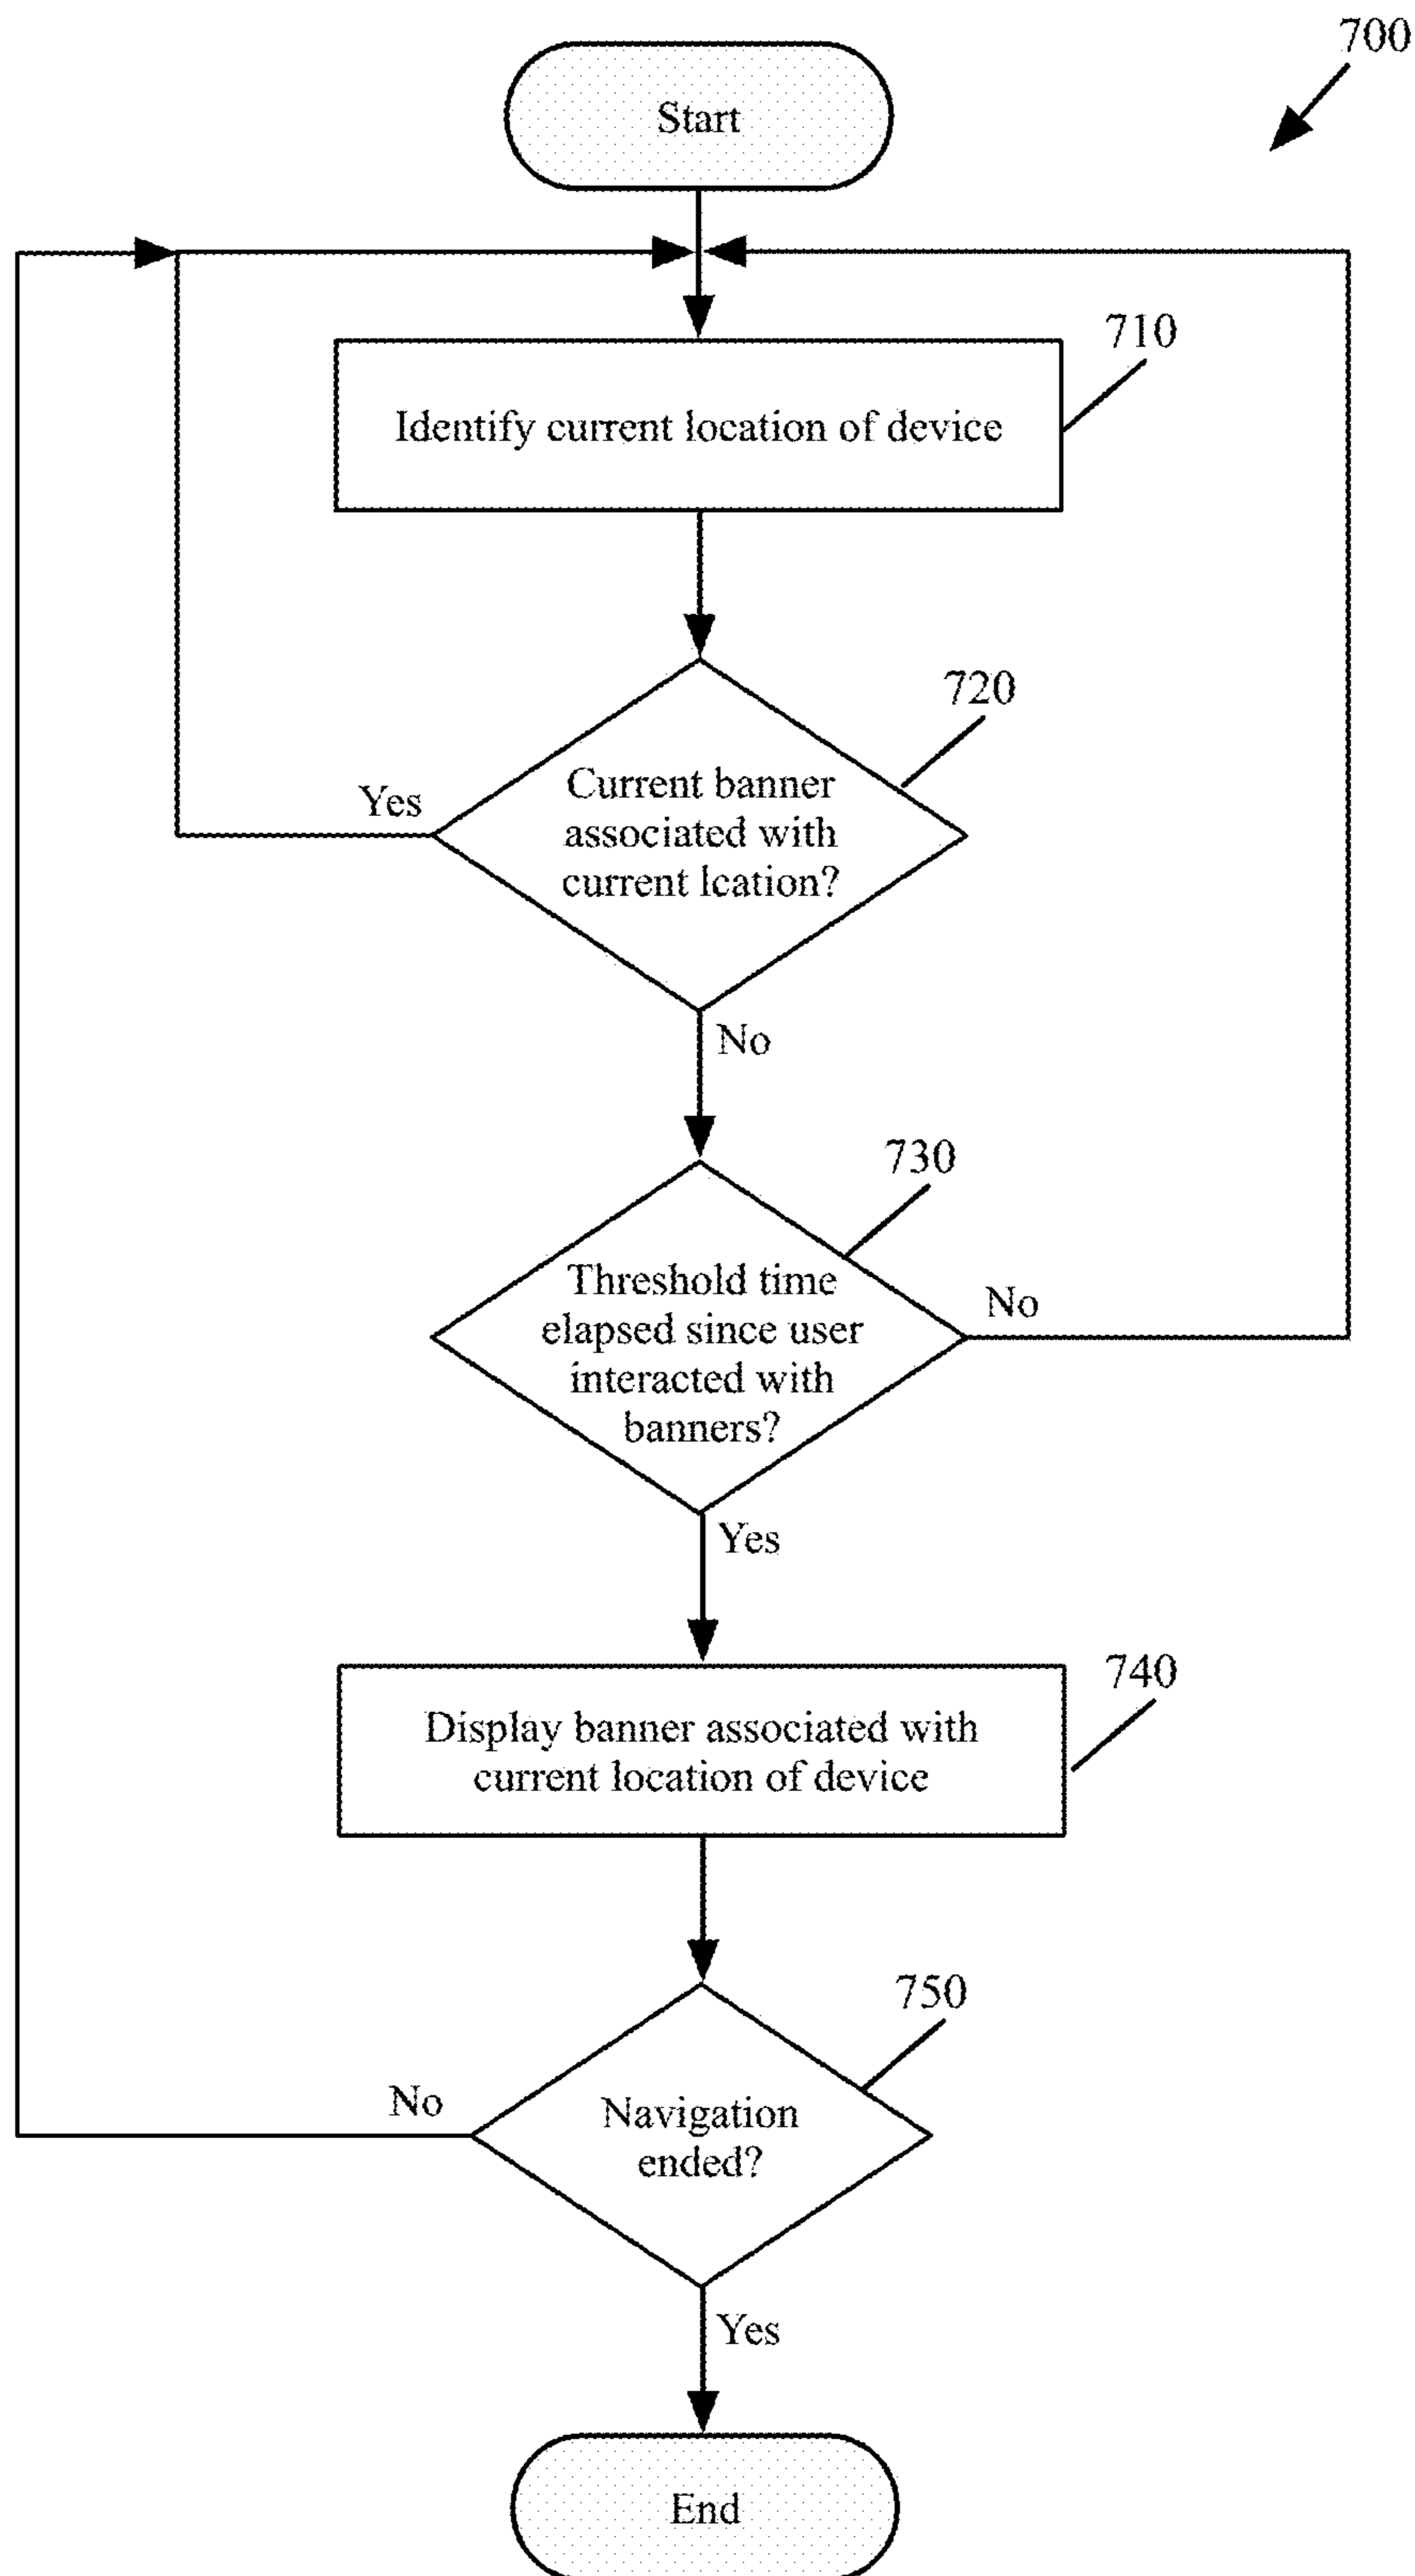 700
Start
710
Identify current location of device
720
Current banner
associated with
current lcation?
Yes
No
730
Threshold time
elapsed since user
interacted with
banners?
No
Yes
740
Display banner associated with
current location of device
750
No
Navigation
ended?
Yes
End